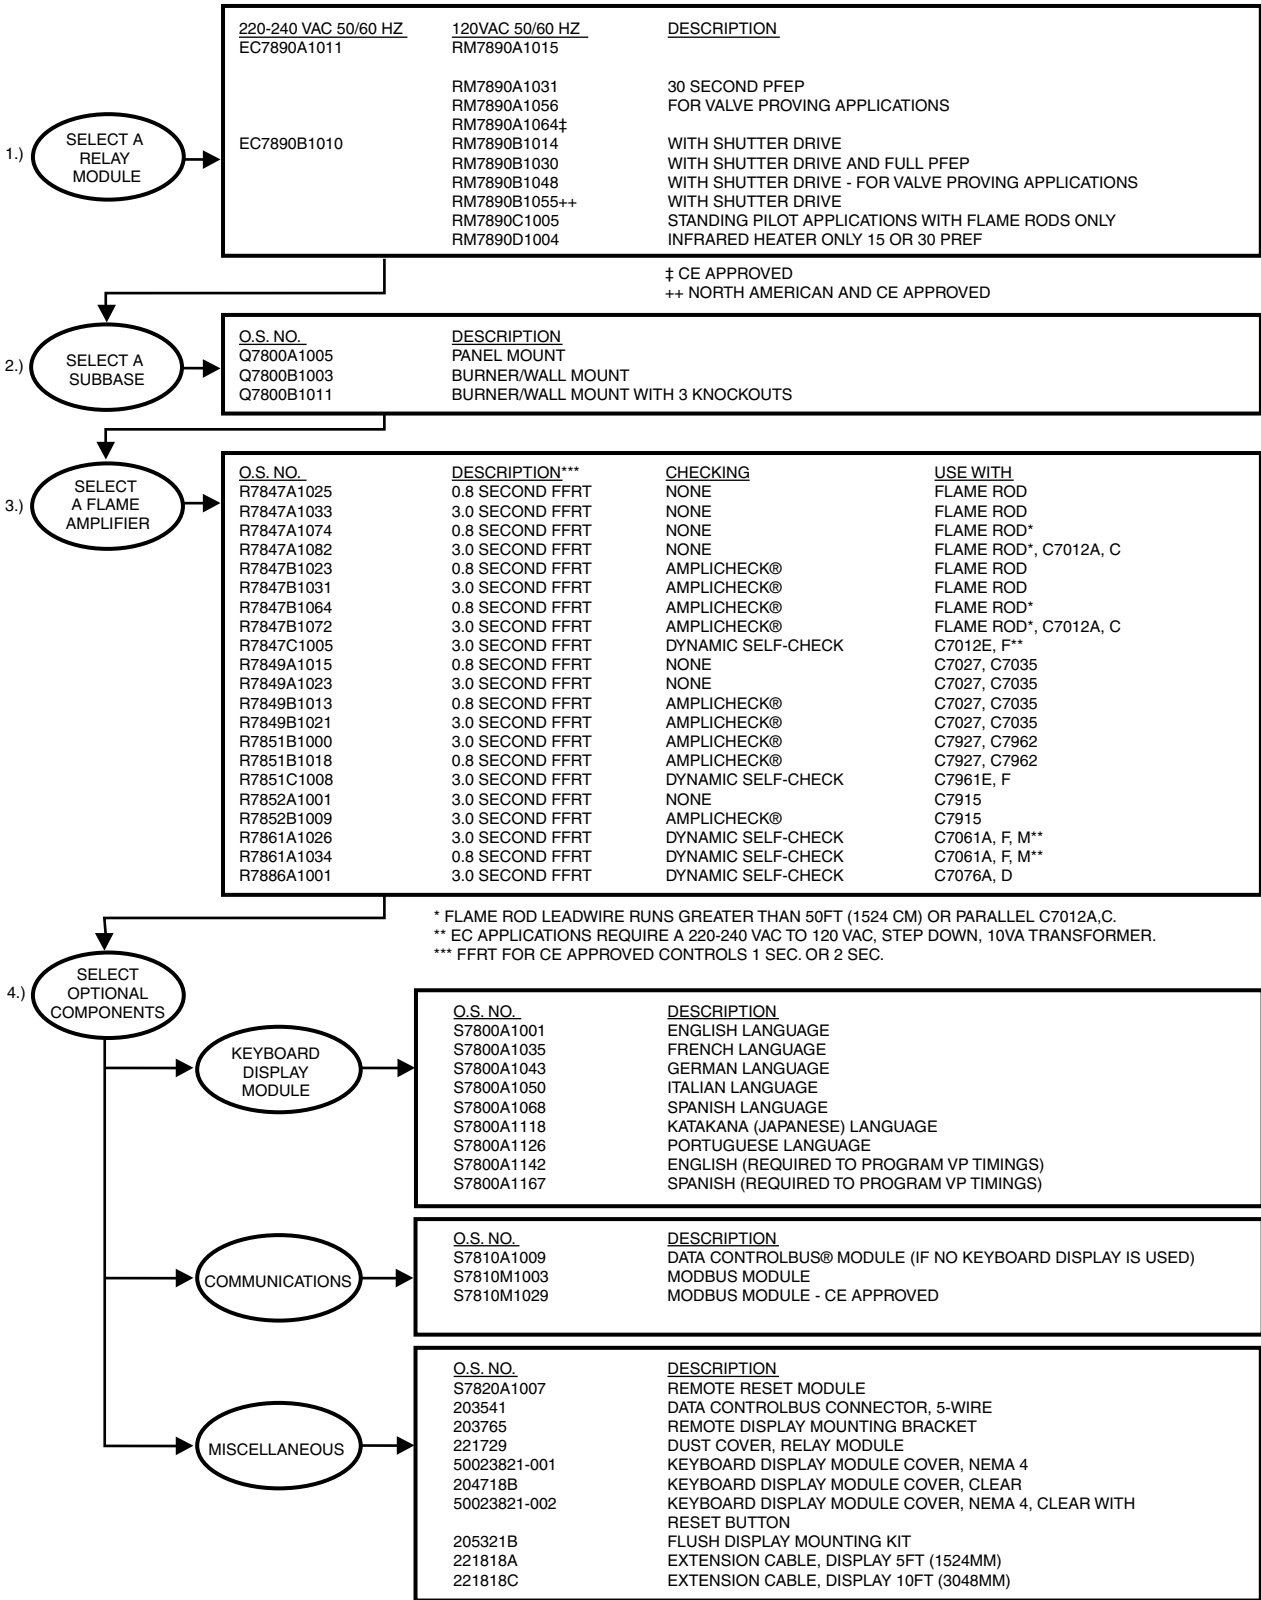 220-240 VAC 50/60 HZ 120VAC 50/60 HZ DESCRIPTION
EC7890A1011 RM7890A1015
RM7890A1031 30 SECOND PFEP
RM7890A1056 FOR VALVE PROVING APPLICATIONS
RM7890A1064‡
EC7890B1010 RM7890B1014 WITH SHUTTER DRIVE
RM7890B1030 WITH SHUTTER DRIVE AND FULL PFEP
RM7890B1048 WITH SHUTTER DRIVE - FOR VALVE PROVING APPLICATIONS
RM7890B1055++ WITH SHUTTER DRIVE
RM7890C1005 STANDING PILOT APPLICATIONS WITH FLAME RODS ONLY
RM7890D1004 INFRARED HEATER ONLY 15 OR 30 PREF
1.)
SELECT A
RELAY
MODULE
‡ CE APPROVED
++ NORTH AMERICAN AND CE APPROVED
2.)
SELECT A
SUBBASE
O.S. NO. DESCRIPTION
Q7800A1005 PANEL MOUNT
Q7800B1003 BURNER/WALL MOUNT
Q7800B1011 BURNER/WALL MOUNT WITH 3 KNOCKOUTS
3.)
SELECT
A FLAME
AMPLIFIER
O.S. NO. DESCRIPTION*** CHECKING USE WITH
R7847A1025 0.8 SECOND FFRT NONE FLAME ROD
R7847A1033 3.0 SECOND FFRT NONE FLAME ROD
R7847A1074 0.8 SECOND FFRT NONE FLAME ROD*
R7847A1082 3.0 SECOND FFRT NONE FLAME ROD*, C7012A, C
R7847B1023 0.8 SECOND FFRT AMPLICHECK® FLAME ROD
R7847B1031 3.0 SECOND FFRT AMPLICHECK® FLAME ROD
R7847B1064 0.8 SECOND FFRT AMPLICHECK® FLAME ROD*
R7847B1072 3.0 SECOND FFRT AMPLICHECK® FLAME ROD*, C7012A, C
R7847C1005 3.0 SECOND FFRT DYNAMIC SELF-CHECK C7012E, F**
R7849A1015 0.8 SECOND FFRT NONE C7027, C7035
R7849A1023 3.0 SECOND FFRT NONE C7027, C7035
R7849B1013 0.8 SECOND FFRT AMPLICHECK® C7027, C7035
R7849B1021 3.0 SECOND FFRT AMPLICHECK® C7027, C7035
R7851B1000 3.0 SECOND FFRT AMPLICHECK® C7927, C7962
R7851B1018 0.8 SECOND FFRT AMPLICHECK® C7927, C7962
R7851C1008 3.0 SECOND FFRT DYNAMIC SELF-CHECK C7961E, F
R7852A1001 3.0 SECOND FFRT NONE C7915
R7852B1009 3.0 SECOND FFRT AMPLICHECK® C7915
R7861A1026 3.0 SECOND FFRT DYNAMIC SELF-CHECK C7061A, F, M**
R7861A1034 0.8 SECOND FFRT DYNAMIC SELF-CHECK C7061A, F, M**
R7886A1001 3.0 SECOND FFRT DYNAMIC SELF-CHECK C7076A, D
* FLAME ROD LEADWIRE RUNS GREATER THAN 50FT (1524 CM) OR PARALLEL C7012A,C.
** EC APPLICATIONS REQUIRE A 220-240 VAC TO 120 VAC, STEP DOWN, 10VA TRANSFORMER.
*** FFRT FOR CE APPROVED CONTROLS 1 SEC. OR 2 SEC.
4.)
SELECT
OPTIONAL
COMPONENTS
KEYBOARD
DISPLAY
MODULE
O.S. NO. DESCRIPTION
S7800A1001 ENGLISH LANGUAGE
S7800A1035 FRENCH LANGUAGE
S7800A1043 GERMAN LANGUAGE
S7800A1050 ITALIAN LANGUAGE
S7800A1068 SPANISH LANGUAGE
S7800A1118 KATAKANA (JAPANESE) LANGUAGE
S7800A1126 PORTUGUESE LANGUAGE
S7800A1142 ENGLISH (REQUIRED TO PROGRAM VP TIMINGS)
S7800A1167 SPANISH (REQUIRED TO PROGRAM VP TIMINGS)
COMMUNICATIONS
O.S. NO. DESCRIPTION
S7810A1009 DATA CONTROLBUS® MODULE (IF NO KEYBOARD DISPLAY IS USED)
S7810M1003 MODBUS MODULE
S7810M1029 MODBUS MODULE - CE APPROVED
MISCELLANEOUS
O.S. NO. DESCRIPTION
S7820A1007 REMOTE RESET MODULE
203541 DATA CONTROLBUS CONNECTOR, 5-WIRE
203765 REMOTE DISPLAY MOUNTING BRACKET
221729 DUST COVER, RELAY MODULE
50023821-001 KEYBOARD DISPLAY MODULE COVER, NEMA 4
204718B KEYBOARD DISPLAY MODULE COVER, CLEAR
50023821-002 KEYBOARD DISPLAY MODULE COVER, NEMA 4, CLEAR WITH
RESET BUTTON
205321B FLUSH DISPLAY MOUNTING KIT
221818A EXTENSION CABLE, DISPLAY 5FT (1524MM)
221818C EXTENSION CABLE, DISPLAY 10FT (3048MM)